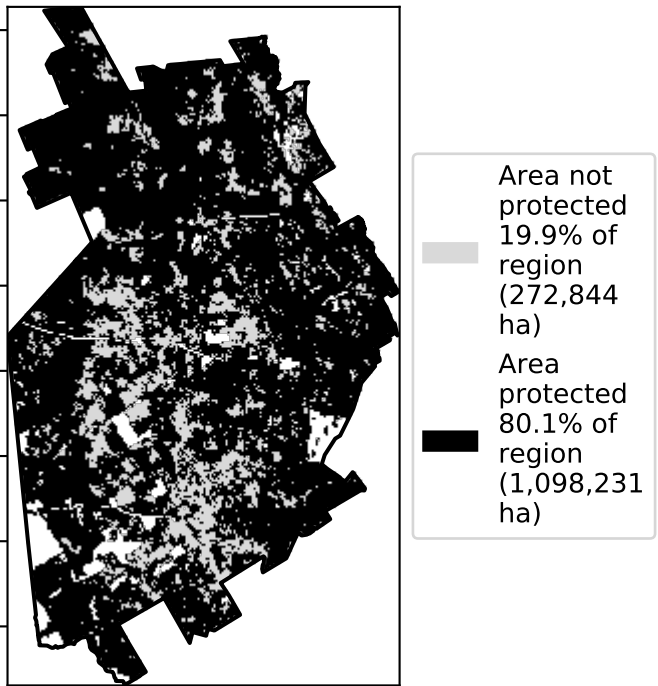 Area not
protected
19.9% of
region
(272,844
ha)
Area
protected
80.1% of
region
(1,098,231
ha)